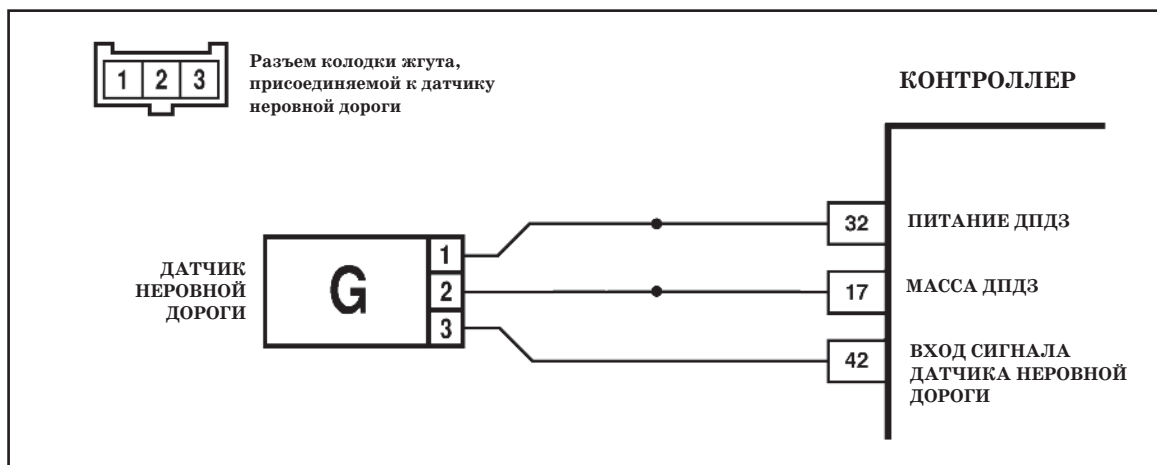 1 2 3
Разъем колодки жгута,
присоединяемой к датчику
неровной дороги
КОНТРОЛЛЕР
ДАТЧИК
НЕРОВНОЙ
ДОРОГИ
G
1
2
3
32
ПИТАНИЕ ДПДЗ
17
МАССА ДПДЗ
42
ВХОД СИГНАЛА
ДАТЧИКА НЕРОВНОЙ
ДОРОГИ